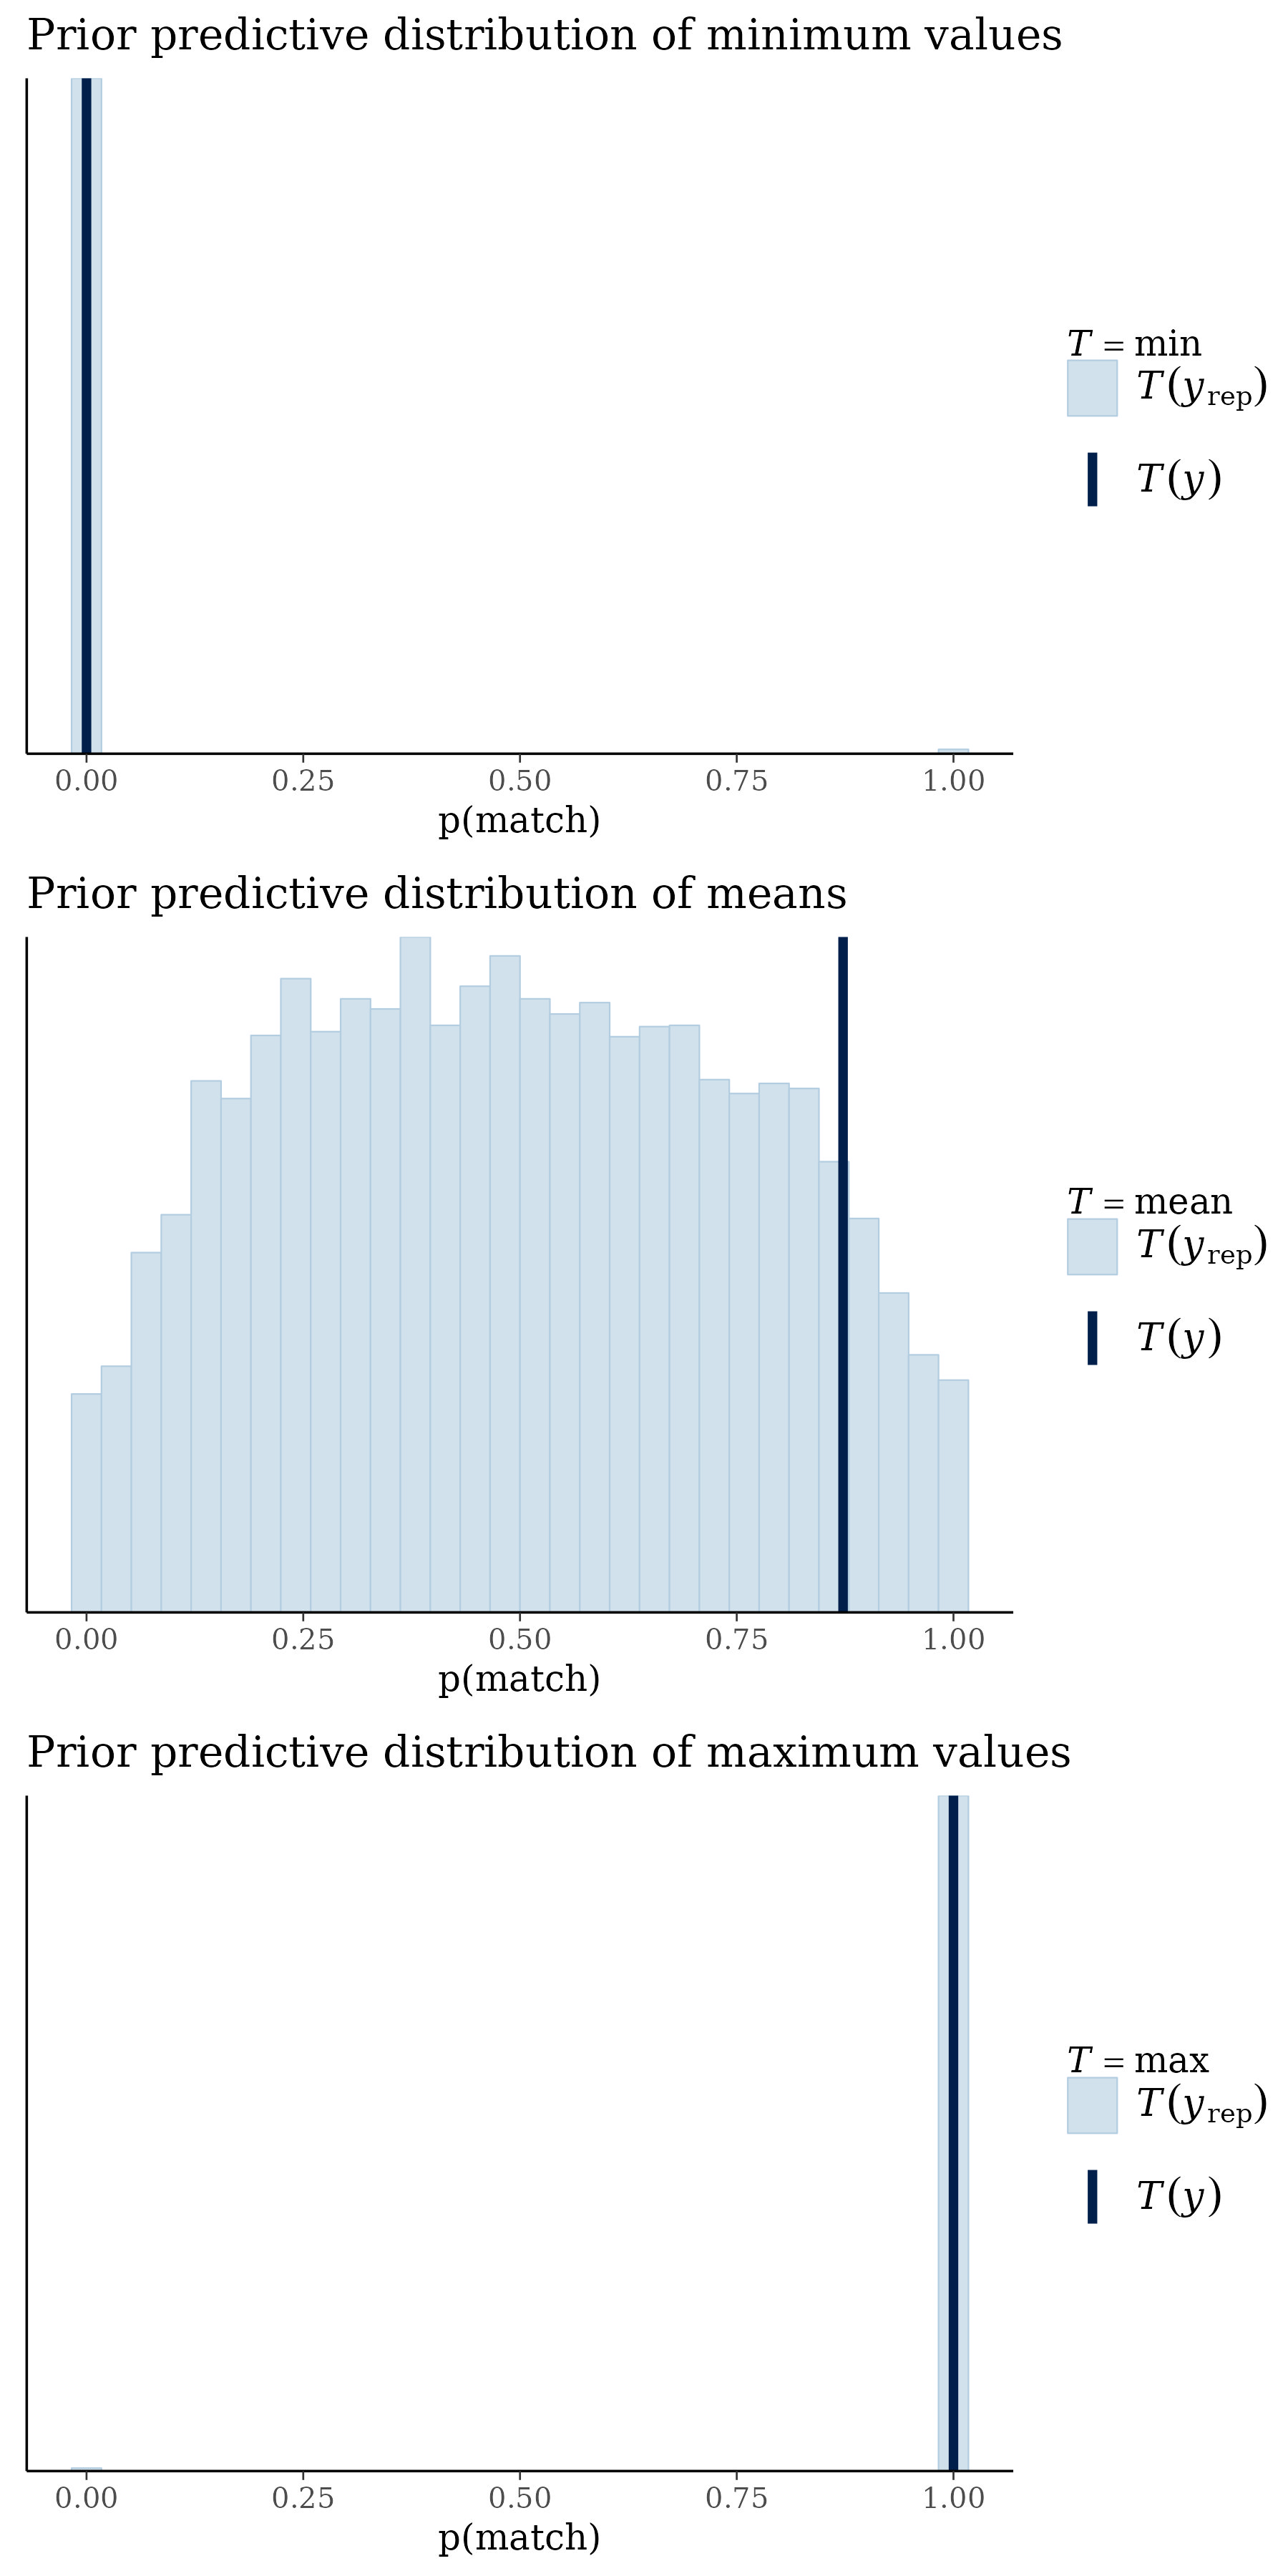 Prior predictive distribution of minimum values
T = min
T(yrep)
T(y)
0.00 0.25 0.50 0.75 1.00
p(match)
Prior predictive distribution of means
T = mean
T(yrep)
T(y)
0.00 0.25 0.50 0.75 1.00
p(match)
Prior predictive distribution of maximum values
T = max
T(yrep)
T(y)
0.00 0.25 0.50 0.75 1.00
p(match)